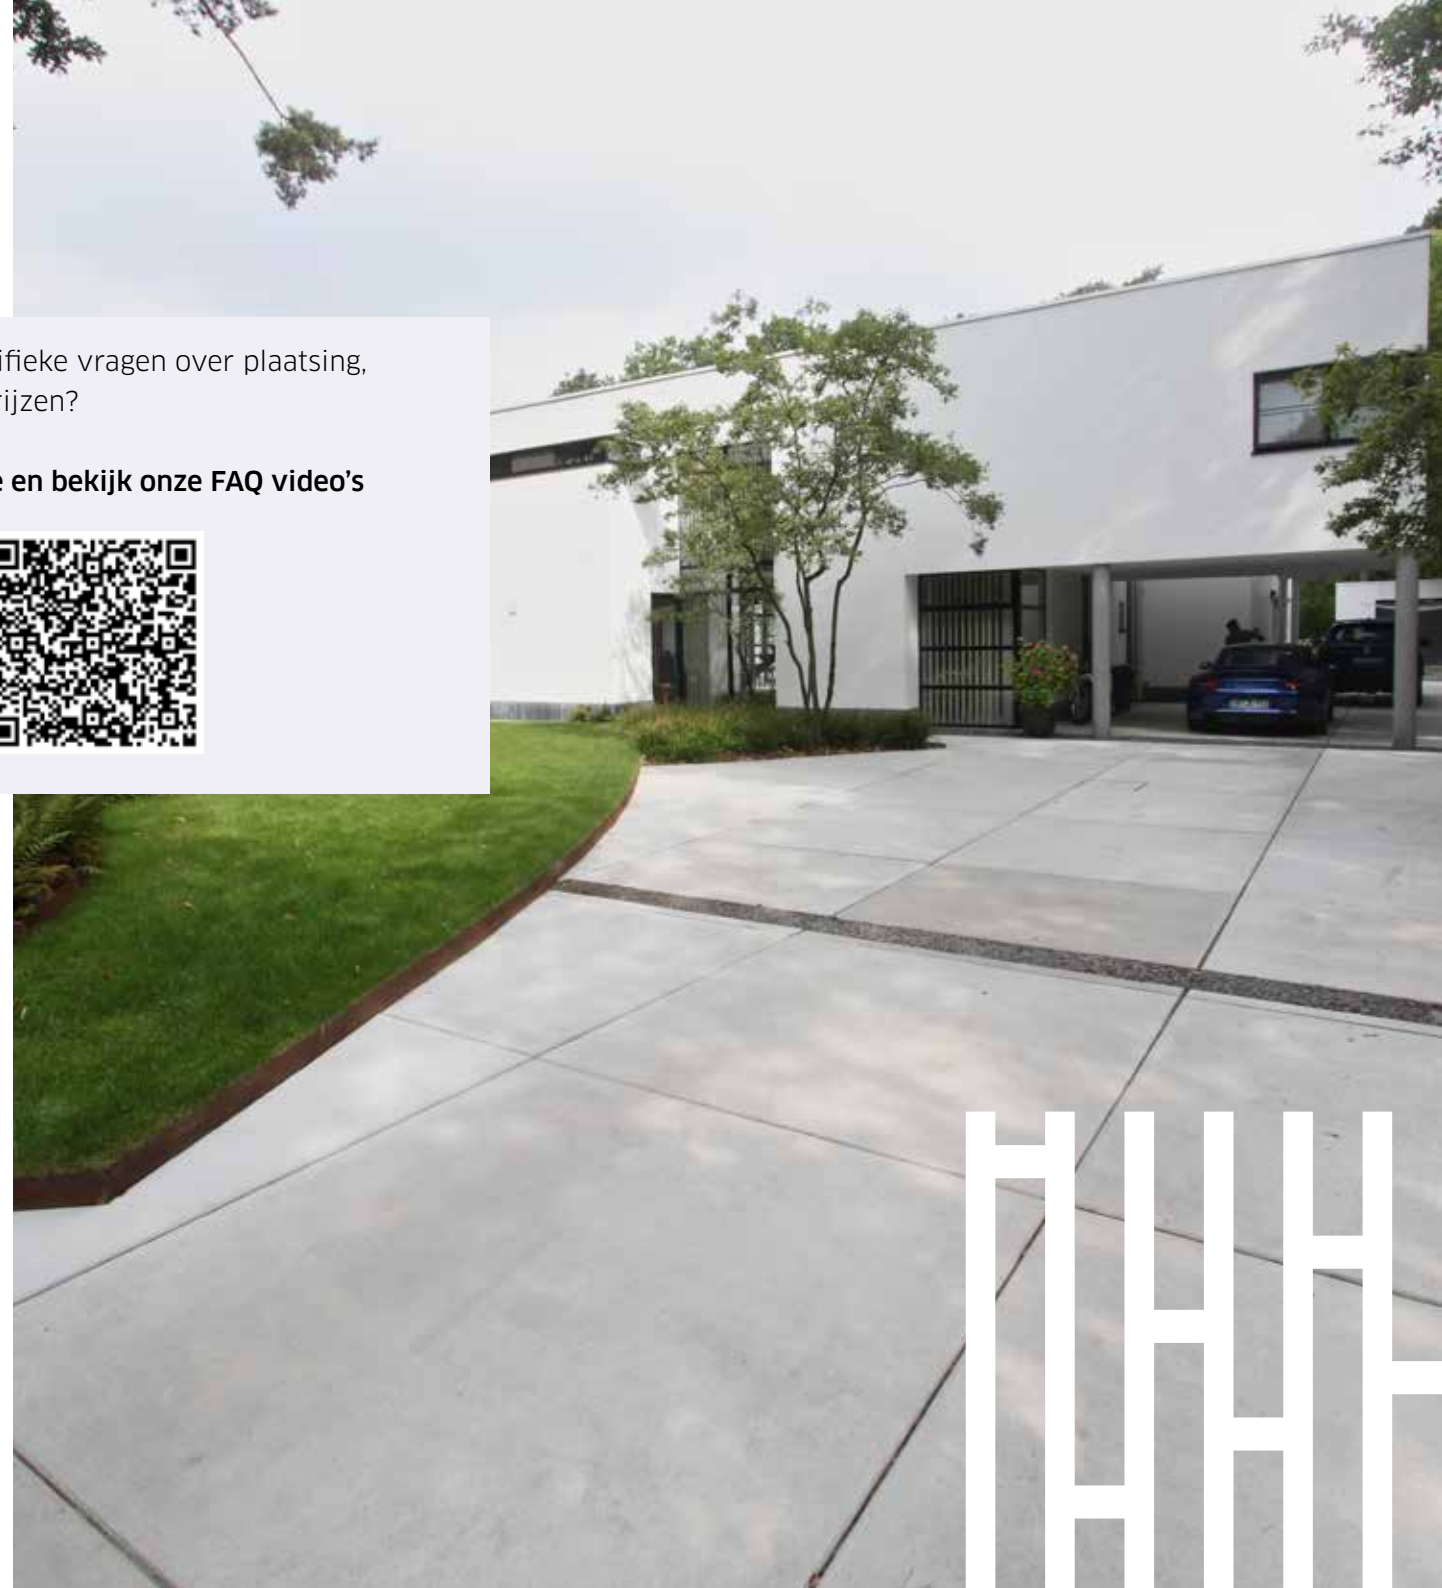 ifieke vragen over plaatsing,
rijzen?
e en bekijk onze FAQ video’s